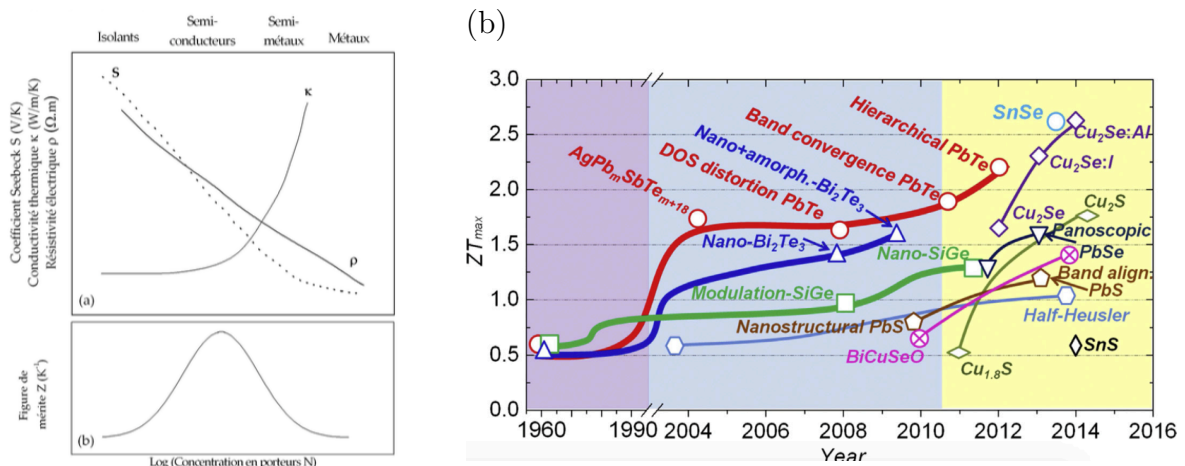 Isolants
Semi-
conducteurs
Semi-
métaux
Métaux
Coefficient Seebeck S (V/K)
Conductivité thermique κ (W/m/K)
Résistivité électrique ρ (Ω.m)
S
κ
ρ
(a)
Figure de
mérite Z (K⁻¹)
(b)
Log (Concentration en porteurs N)
(b)
ZTmax
3.0
2.5
2.0
1.5
1.0
0.5
0.0
1960
1990
2004
2006
2008
2010
2012
2014
2016
Year
AgPbmSbTem+18
DOS distortion PbTe
Band convergence PbTe
Hierarchical PbTe
Nano+amorph.-Bi₂Te₃
Nano-Bi₂Te₃
Nano-SiGe
Modulation-SiGe
Nanostructural PbS
BiCuSeO
SnSe
Cu₂Se:Al
Cu₂Se:I
Cu₂Se
Cu₂S
Panoscopic
PbSe
Band align.
PbS
Half-Heusler
SnS
Cu₁.₈S